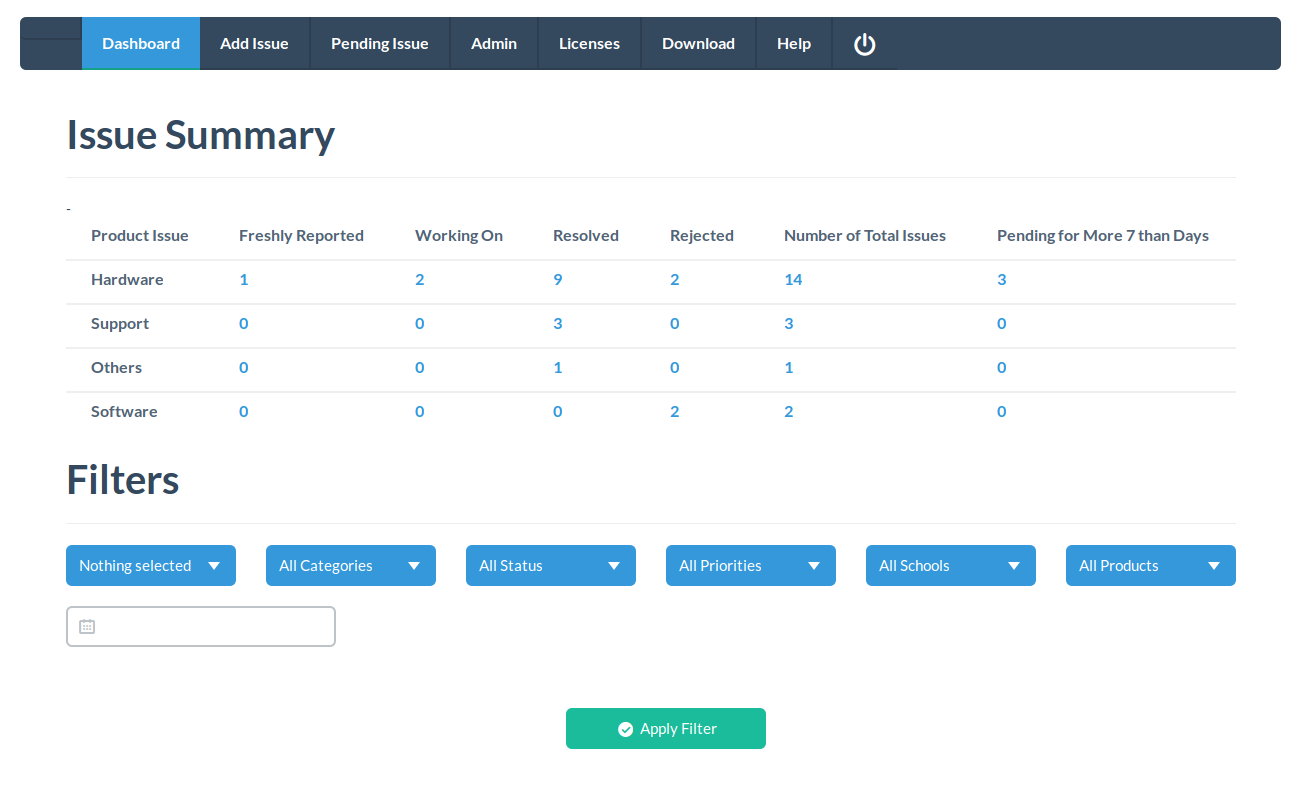 Dashboard Add Issue Pending Issue Admin Licenses Download Help
Issue Summary
-
Product Issue Freshly Reported Working On Resolved Rejected Number of Total Issues Pending for More 7 than Days
Hardware 1 2 9 2 14 3
Support 0 0 3 0 3 0
Others 0 0 1 0 1 0
Software 0 0 0 2 2 0
Filters
Nothing selected All Categories All Status All Priorities All Schools All Products
Apply Filter